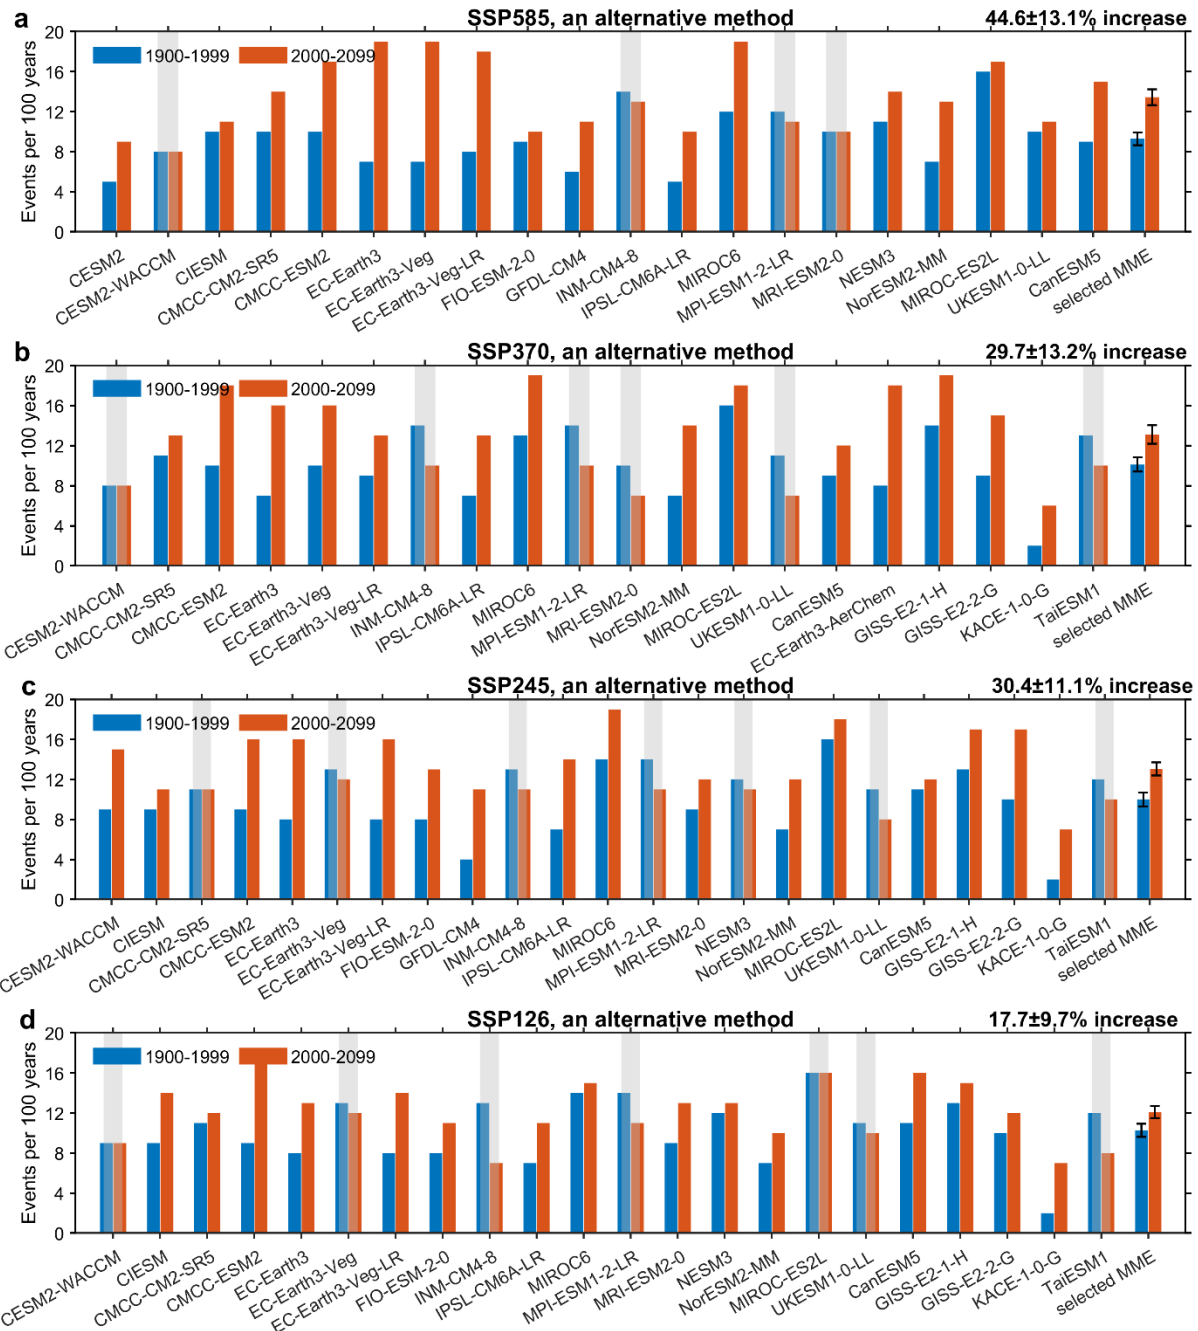 a
SSP585, an alternative method
44.6±13.1% increase
1900-1999
2000-2099
Events per 100 years
20
16
12
8
4
0
CESM2
CESM2-WACCM
CIESM
CMCC-CM2-SR5
CMCC-ESM2
EC-Earth3
EC-Earth3-Veg
EC-Earth3-Veg-LR
FIO-ESM-2-0
GFDL-CM4
INM-CM4-8
IPSL-CM6A-LR
MIROC6
MPI-ESM1-2-LR
MRI-ESM2-0
NESM3
NorESM2-MM
MIROC-ES2L
UKESM1-0-LL
CanESM5
selected MME
b
SSP370, an alternative method
29.7±13.2% increase
1900-1999
2000-2099
Events per 100 years
20
16
12
8
4
0
CESM2-WACCM
CMCC-CM2-SR5
CMCC-ESM2
EC-Earth3
EC-Earth3-Veg
EC-Earth3-Veg-LR
INM-CM4-8
IPSL-CM6A-LR
MIROC6
MPI-ESM1-2-LR
MRI-ESM2-0
NorESM2-MM
MIROC-ES2L
UKESM1-0-LL
CanESM5
EC-Earth3-AerChem
GISS-E2-1-H
GISS-E2-2-G
KACE-1-0-G
TaiESM1
selected MME
c
SSP245, an alternative method
30.4±11.1% increase
1900-1999
2000-2099
Events per 100 years
20
16
12
8
4
0
CESM2-WACCM
CIESM
CMCC-CM2-SR5
CMCC-ESM2
EC-Earth3
EC-Earth3-Veg
EC-Earth3-Veg-LR
FIO-ESM-2-0
GFDL-CM4
INM-CM4-8
IPSL-CM6A-LR
MIROC6
MPI-ESM1-2-LR
MRI-ESM2-0
NESM3
NorESM2-MM
MIROC-ES2L
UKESM1-0-LL
CanESM5
GISS-E2-1-H
GISS-E2-2-G
KACE-1-0-G
TaiESM1
selected MME
d
SSP126, an alternative method
17.7±9.7% increase
1900-1999
2000-2099
Events per 100 years
20
16
12
8
4
0
CESM2-WACCM
CIESM
CMCC-CM2-SR5
CMCC-ESM2
EC-Earth3
EC-Earth3-Veg
EC-Earth3-Veg-LR
FIO-ESM-2-0
INM-CM4-8
IPSL-CM6A-LR
MIROC6
MPI-ESM1-2-LR
MRI-ESM2-0
NESM3
NorESM2-MM
MIROC-ES2L
UKESM1-0-LL
CanESM5
GISS-E2-1-H
GISS-E2-2-G
KACE-1-0-G
TaiESM1
selected MME